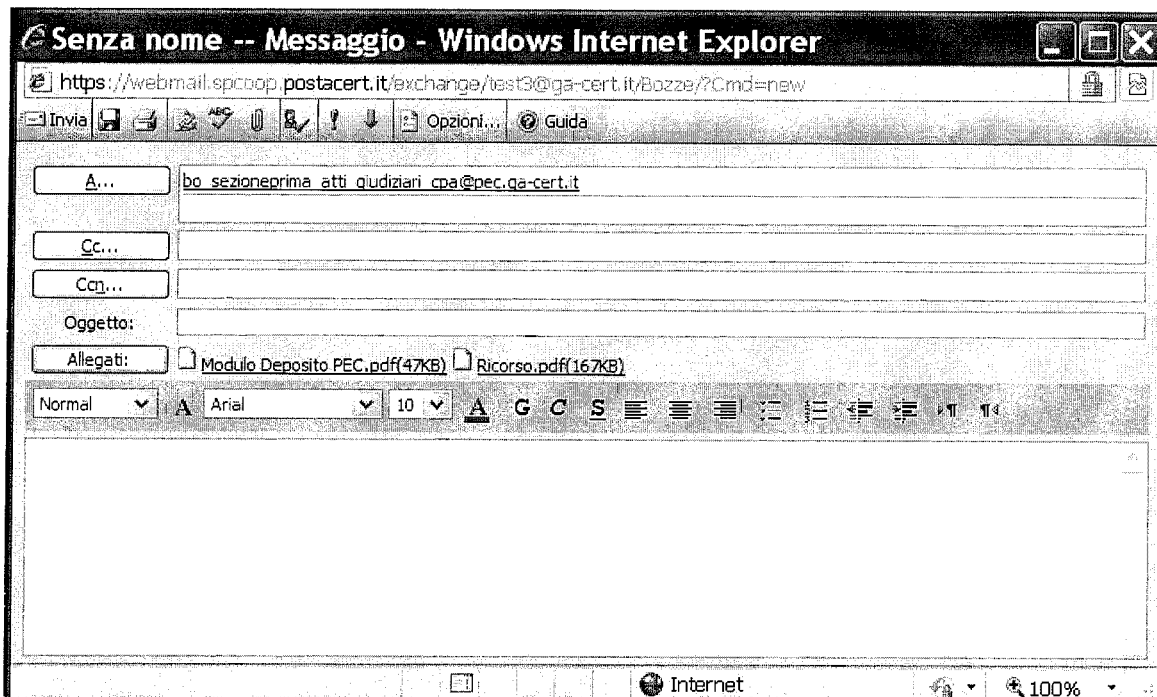 Senza nome -- Messaggio - Windows Internet Explorer
https://webmail.spcoop.postacert.it/exchange/test3@ga-cert.it/Bozze/?Cmd=new
Invia ABC Opzioni... Guida
A... bo_sezioneprima_atti_giudiziari_cpa@pec.ga-cert.it
Cc...
Ccn...
Oggetto:
Allegati: Modulo Deposito PEC.pdf(47KB) Ricorso.pdf(167KB)
Normal A Arial 10 A G C S
Internet 100%